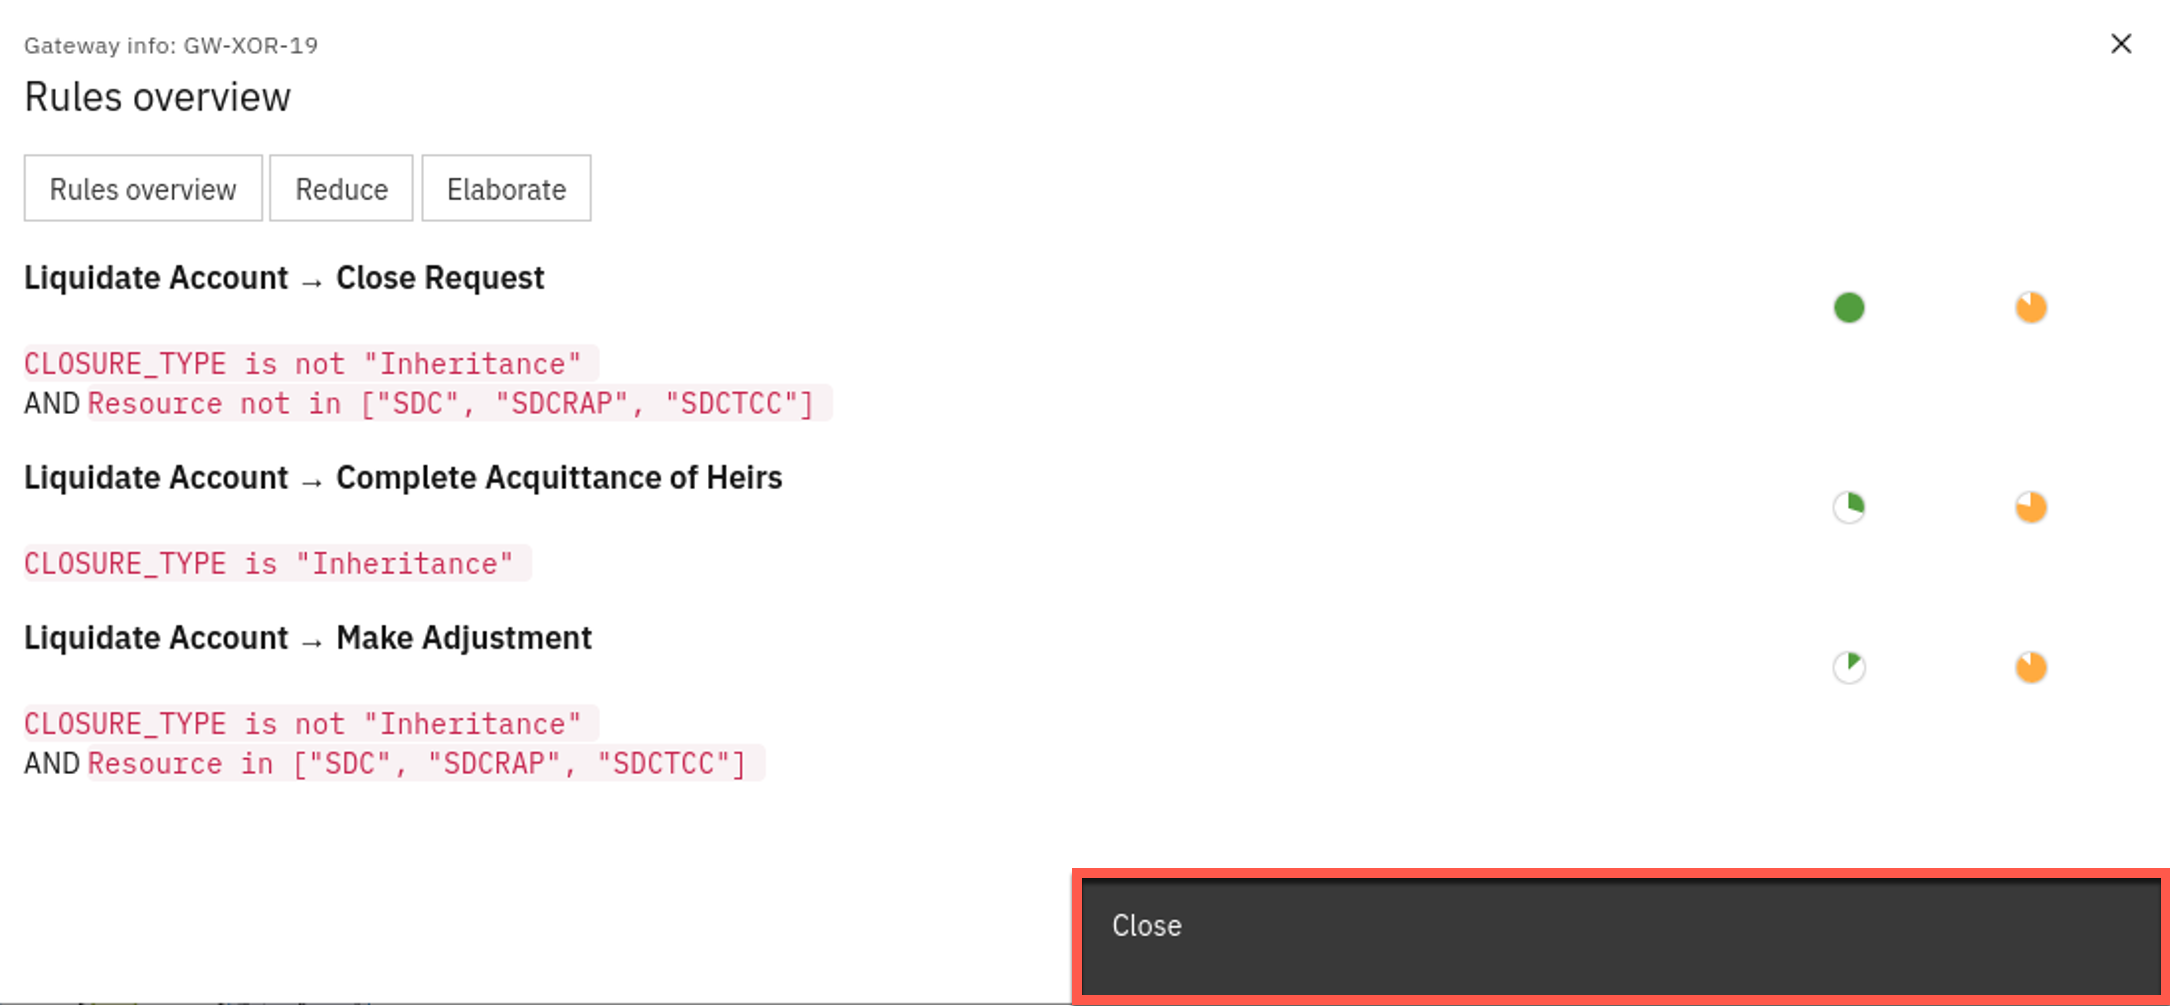 Gateway info: GW-XOR-19
Rules overview
Rules overview Reduce Elaborate
Liquidate Account → Close Request
CLOSURE_TYPE is not "Inheritance"
AND Resource not in ["SDC", "SDCRAP", "SDCTCC"]
Liquidate Account → Complete Acquittance of Heirs
CLOSURE_TYPE is "Inheritance"
Liquidate Account → Make Adjustment
CLOSURE_TYPE is not "Inheritance"
AND Resource in ["SDC", "SDCRAP", "SDCTCC"]
Close